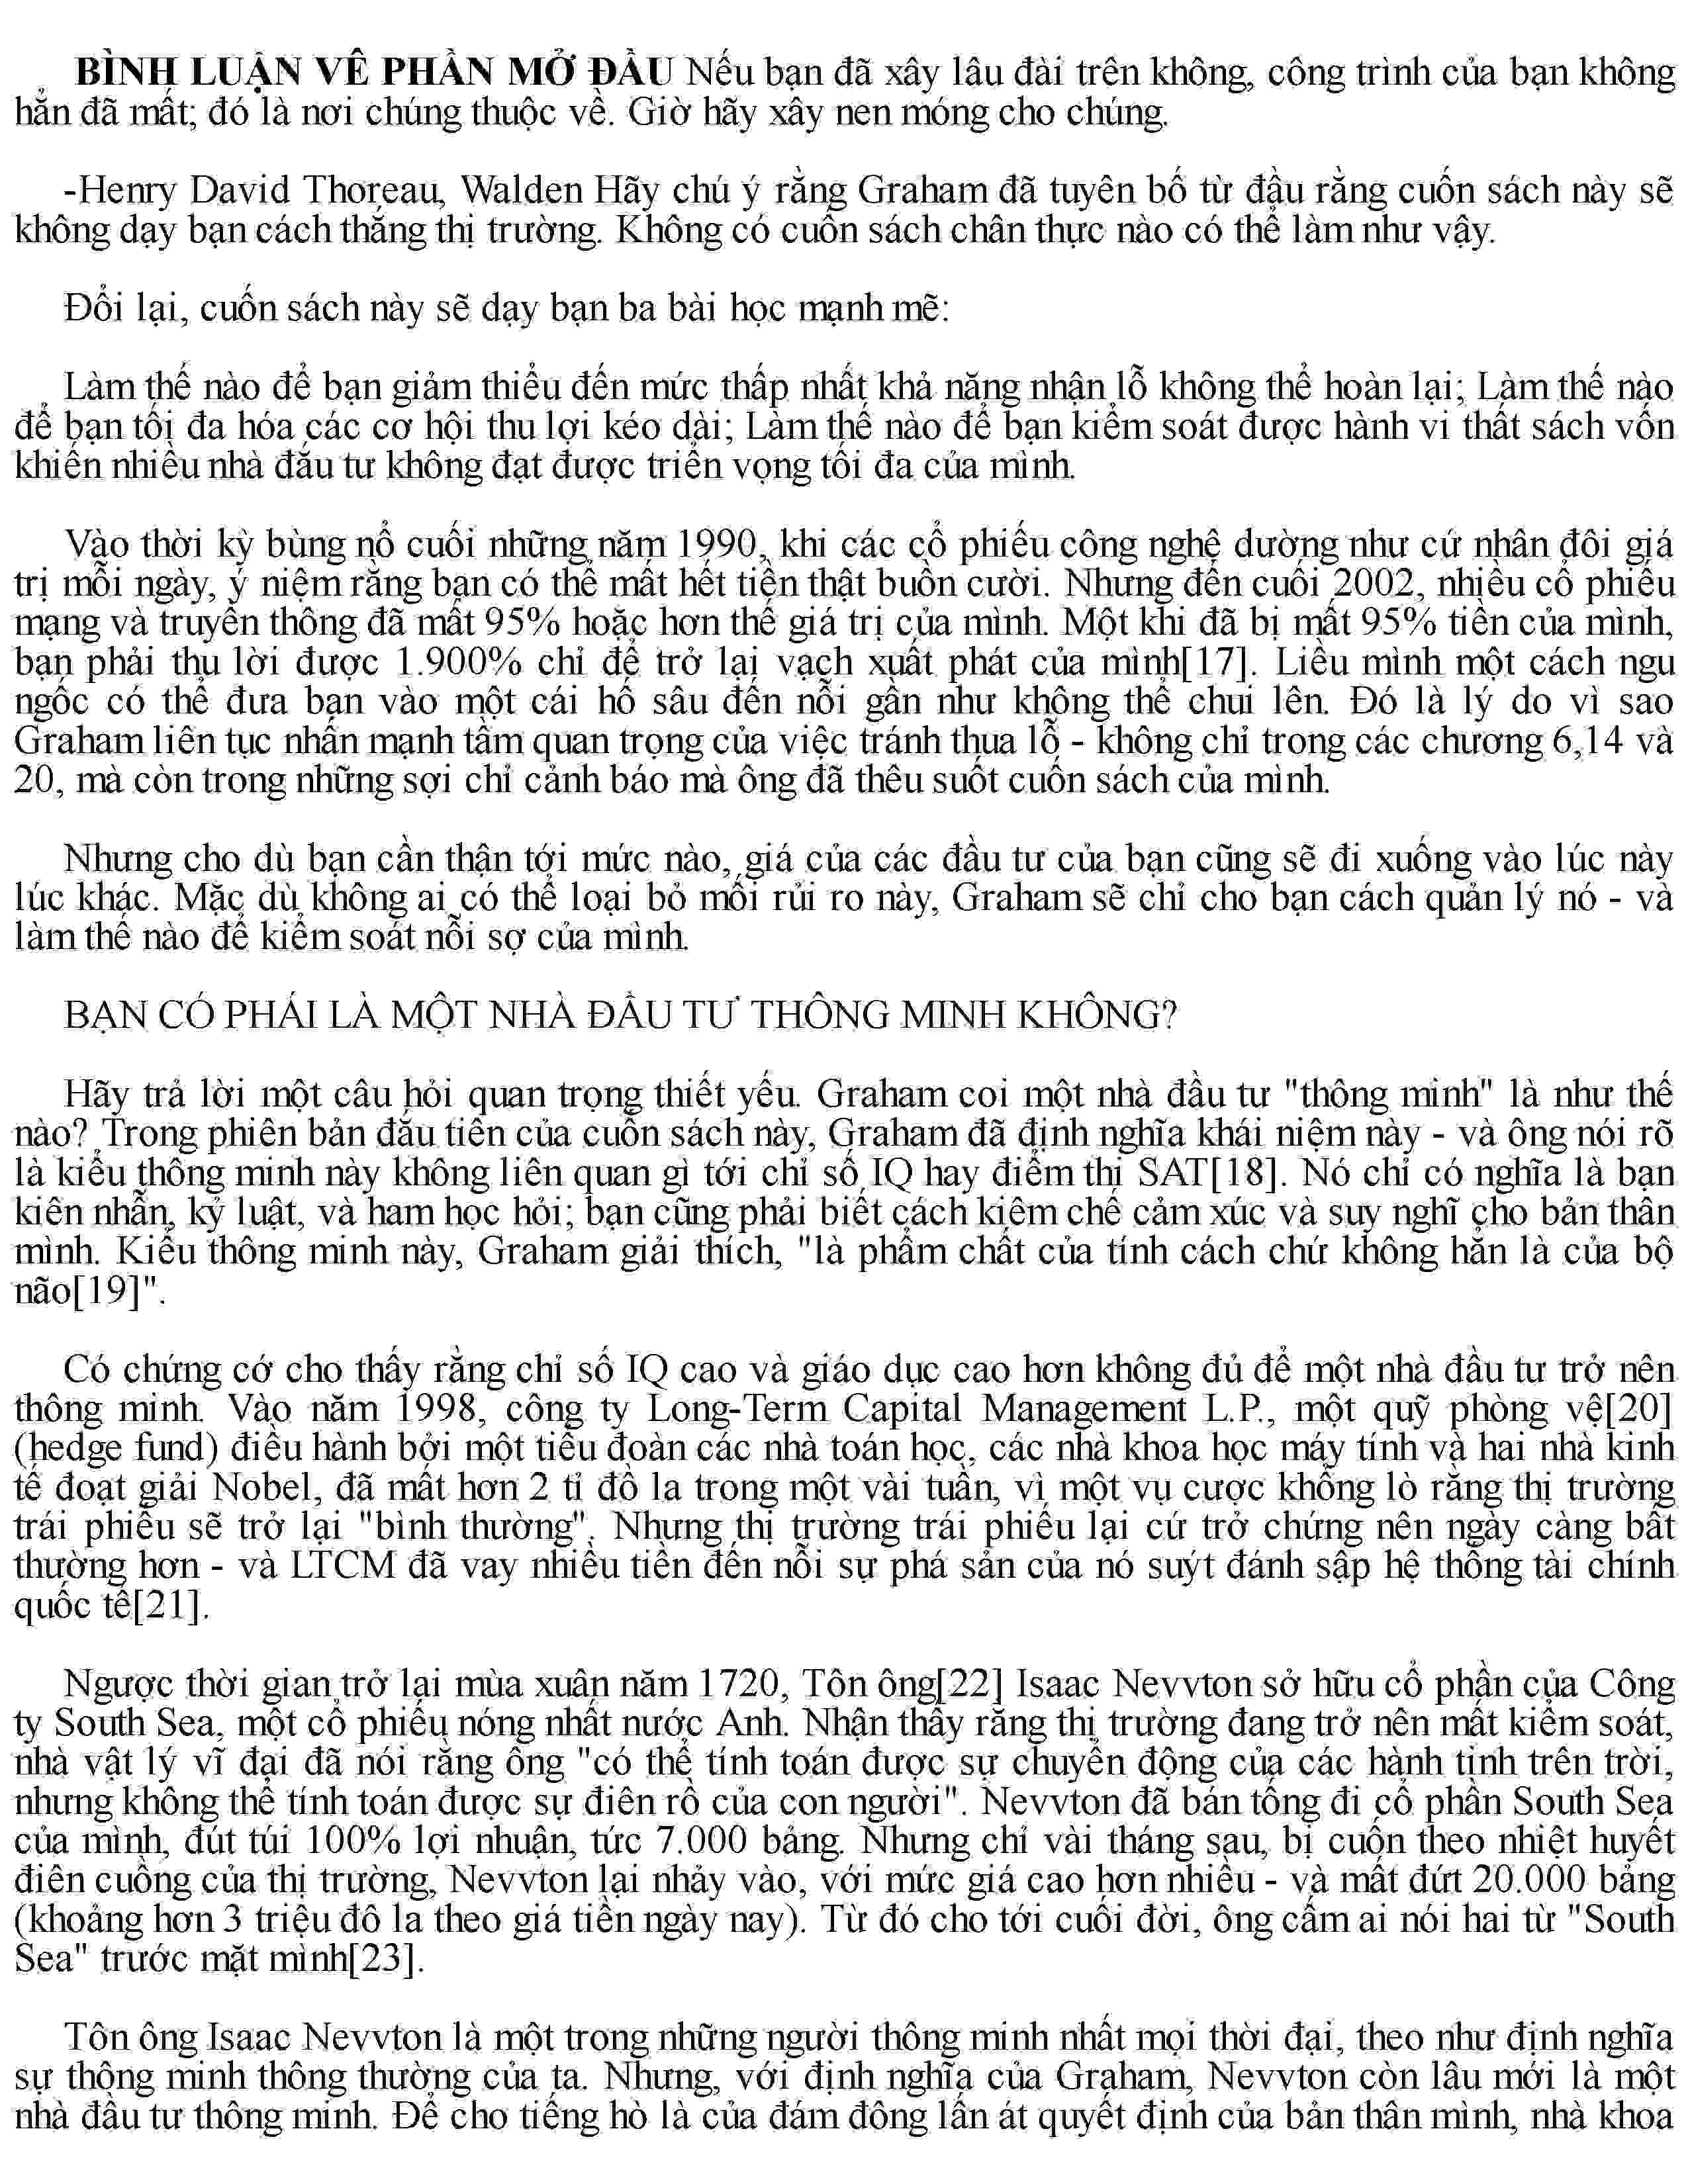 BÌNH LUẬN VỀ PHẦN MỞ ĐẦU Nếu bạn đã xây lâu đài trên không, công trình của bạn không
hẳn đã mất; đó là nơi chúng thuộc về. Giờ hãy xây nen móng cho chúng.
-Henry David Thoreau, Walden Hãy chú ý rằng Graham đã tuyên bố từ đầu rằng cuốn sách này sẽ
không dạy bạn cách thắng thị trường. Không có cuốn sách chân thực nào có thể làm như vậy.
Đổi lại, cuốn sách này sẽ dạy bạn ba bài học mạnh mẽ:
Làm thế nào để bạn giảm thiểu đến mức thấp nhất khả năng nhận lỗ không thể hoàn lại; Làm thế nào
để bạn tối đa hóa các cơ hội thu lợi kéo dài; Làm thế nào để bạn kiểm soát được hành vi thất sách vốn
khiến nhiều nhà đầu tư không đạt được triển vọng tối đa của mình.
Vào thời kỳ bùng nổ cuối những năm 1990, khi các cổ phiếu công nghệ dường như cứ nhân đôi giá
trị mỗi ngày, ý niệm rằng bạn có thể mất hết tiền thật buồn cười. Nhưng đến cuối 2002, nhiều cổ phiếu
mạng và truyền thông đã mất 95% hoặc hơn thế giá trị của mình. Một khi đã bị mất 95% tiền của mình,
bạn phải thu lời được 1.900% chỉ để trở lại vạch xuất phát của mình[17]. Liều mình một cách ngu
ngốc có thể đưa bạn vào một cái hố sâu đến nỗi gần như không thể chui lên. Đó là lý do vì sao
Graham liên tục nhấn mạnh tầm quan trọng của việc tránh thua lỗ - không chỉ trong các chương 6,14 và
20, mà còn trong những sợi chỉ cảnh báo mà ông đã thêu suốt cuốn sách của mình.
Nhưng cho dù bạn cần thận tới mức nào, giá của các đầu tư của bạn cũng sẽ đi xuống vào lúc này
lúc khác. Mặc dù không ai có thể loại bỏ mối rủi ro này, Graham sẽ chỉ cho bạn cách quản lý nó - và
làm thế nào để kiểm soát nỗi sợ của mình.
BẠN CÓ PHẢI LÀ MỘT NHÀ ĐẦU TƯ THÔNG MINH KHÔNG?
Hãy trả lời một câu hỏi quan trọng thiết yếu. Graham coi một nhà đầu tư "thông minh" là như thế
nào? Trong phiên bản đầu tiên của cuốn sách này, Graham đã định nghĩa khái niệm này - và ông nói rõ
là kiểu thông minh này không liên quan gì tới chỉ số IQ hay điểm thi SAT[18]. Nó chỉ có nghĩa là bạn
kiên nhẫn, kỷ luật, và ham học hỏi; bạn cũng phải biết cách kiềm chế cảm xúc và suy nghĩ cho bản thân
mình. Kiểu thông minh này, Graham giải thích, "là phẩm chất của tính cách chứ không hẳn là của bộ
não[19]".
Có chứng cớ cho thấy rằng chỉ số IQ cao và giáo dục cao hơn không đủ để một nhà đầu tư trở nên
thông minh. Vào năm 1998, công ty Long-Term Capital Management L.P., một quỹ phòng vệ[20]
(hedge fund) điều hành bởi một tiểu đoàn các nhà toán học, các nhà khoa học máy tính và hai nhà kinh
tế đoạt giải Nobel, đã mất hơn 2 tỉ đô la trong một vài tuần, vì một vụ cược khổng lò rằng thị trường
trái phiếu sẽ trở lại "bình thường". Nhưng thị trường trái phiếu lại cứ trở chứng nên ngày càng bất
thường hơn - và LTCM đã vay nhiều tiền đến nỗi sự phá sản của nó suýt đánh sập hệ thống tài chính
quốc tế[21].
Ngược thời gian trở lại mùa xuân năm 1720, Tôn ông[22] Isaac Nevvton sở hữu cổ phần của Công
ty South Sea, một cổ phiếu nóng nhất nước Anh. Nhận thấy rằng thị trường đang trở nên mất kiểm soát,
nhà vật lý vĩ đại đã nói rằng ông "có thể tính toán được sự chuyển động của các hành tinh trên trời,
nhưng không thể tính toán được sự điên rồ của con người". Nevvton đã bán tống đi cổ phần South Sea
của mình, đút túi 100% lợi nhuận, tức 7.000 bảng. Nhưng chỉ vài tháng sau, bị cuốn theo nhiệt huyết
điên cuồng của thị trường, Nevvton lại nhảy vào, với mức giá cao hơn nhiều - và mất đứt 20.000 bảng
(khoảng hơn 3 triệu đô la theo giá tiền ngày nay). Từ đó cho tới cuối đời, ông cấm ai nói hai từ "South
Sea" trước mặt mình[23].
Tôn ông Isaac Nevvton là một trong những người thông minh nhất mọi thời đại, theo như định nghĩa
sự thông minh thông thường của ta. Nhưng, với định nghĩa của Graham, Nevvton còn lâu mới là một
nhà đầu tư thông minh. Để cho tiếng hò la của đám đông lấn át quyết định của bản thân mình, nhà khoa